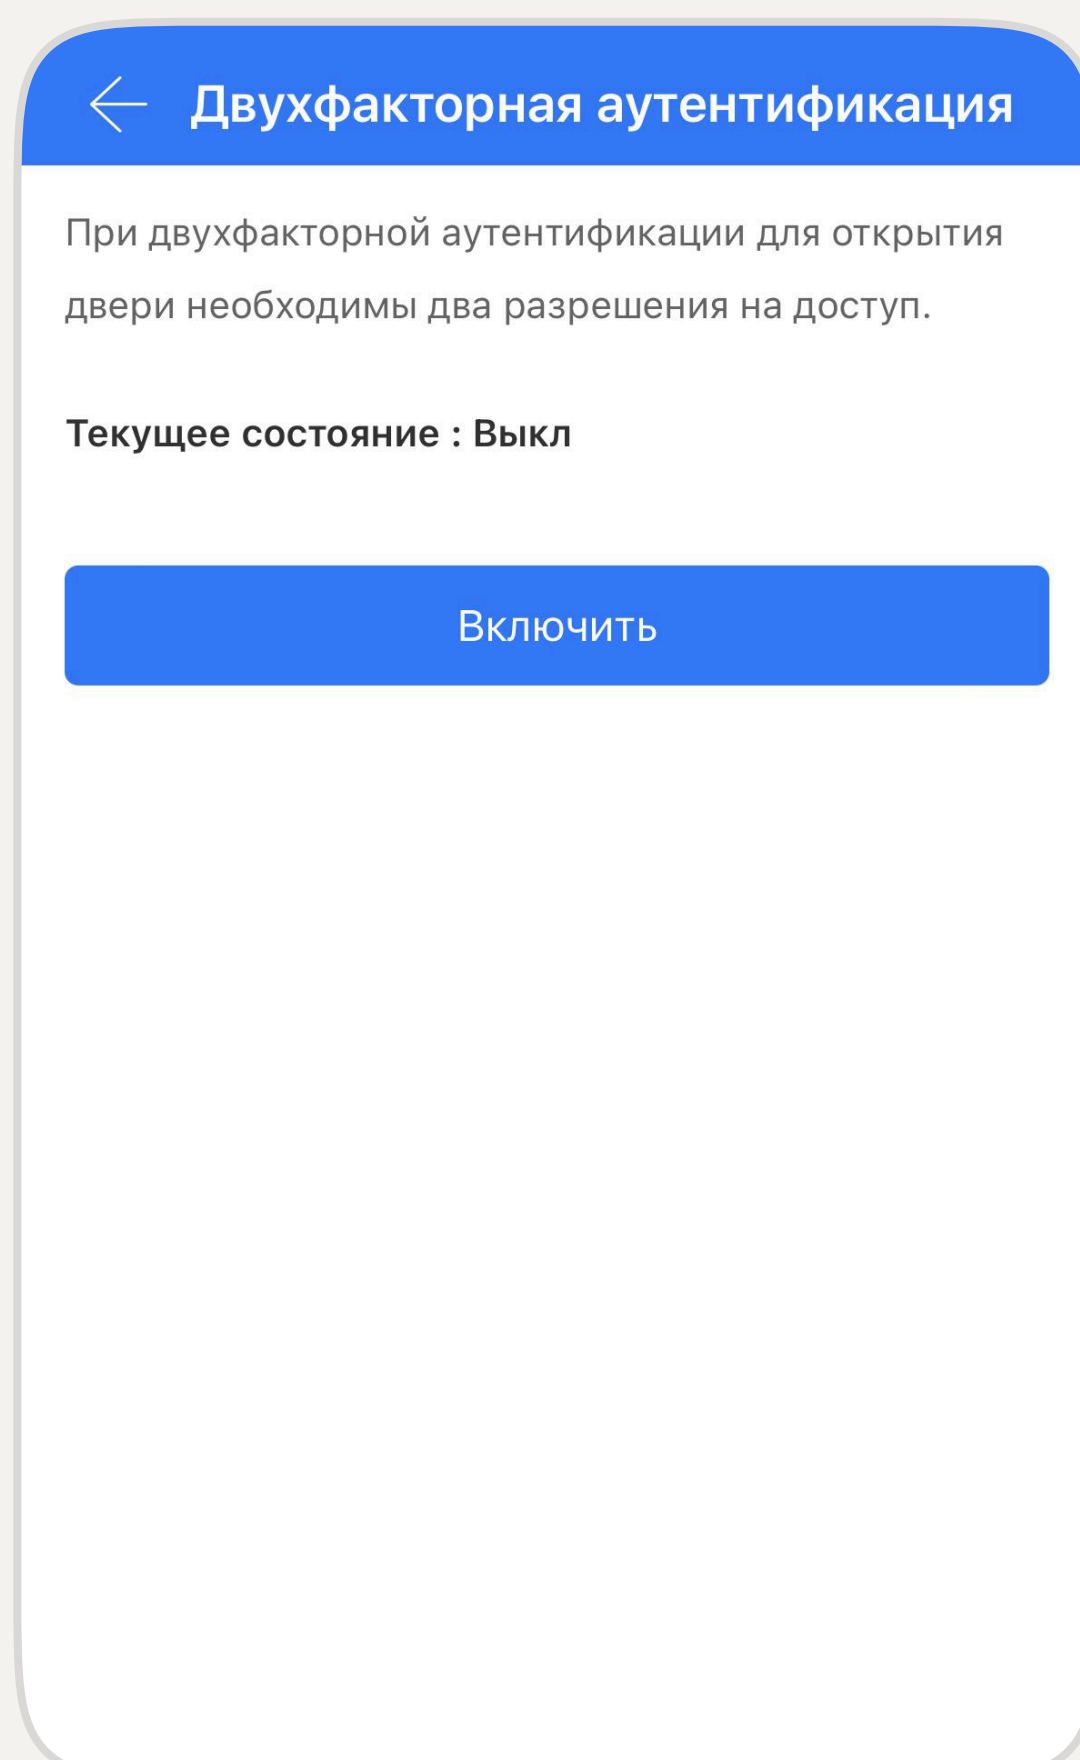 Двухфакторная аутентификация
При двухфакторной аутентификации для открытия
двери необходимы два разрешения на доступ.
Текущее состояние : Выкл
Включить